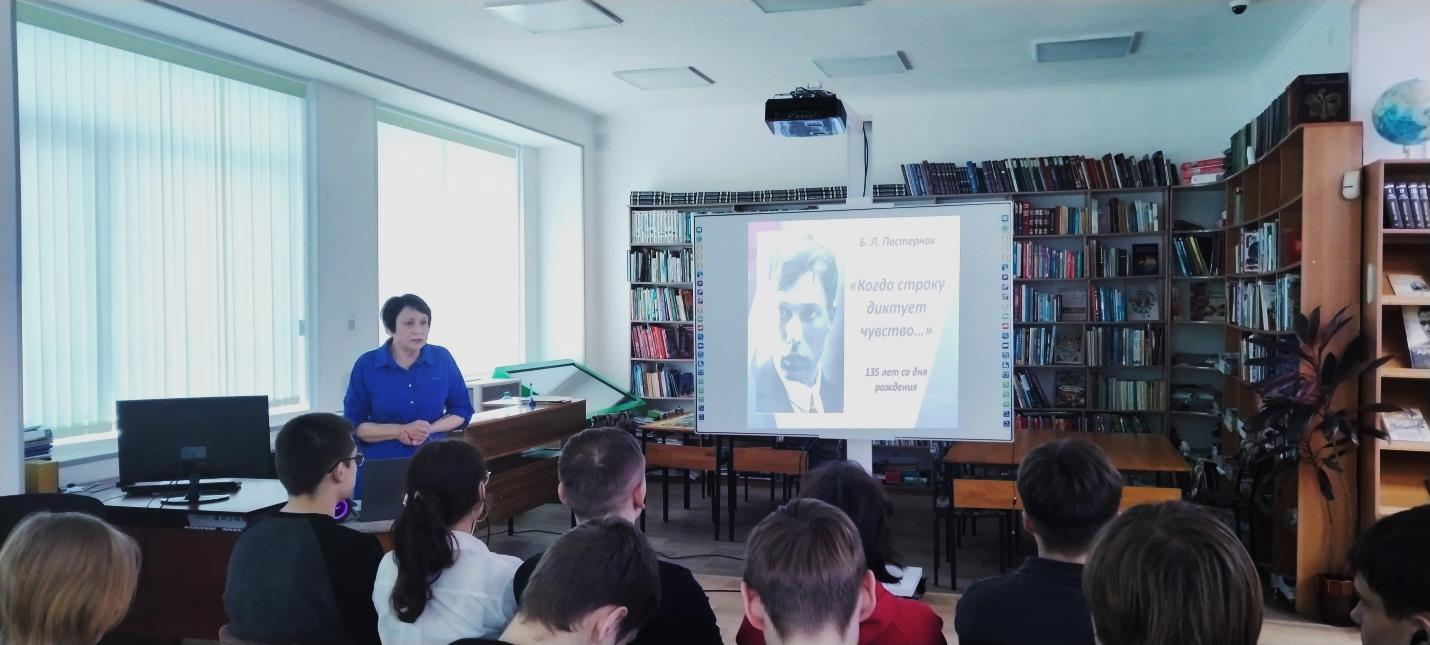 Б. Л. Пастернак
«Когда строку
диктует
чувство...»
135 лет со дня
рождения